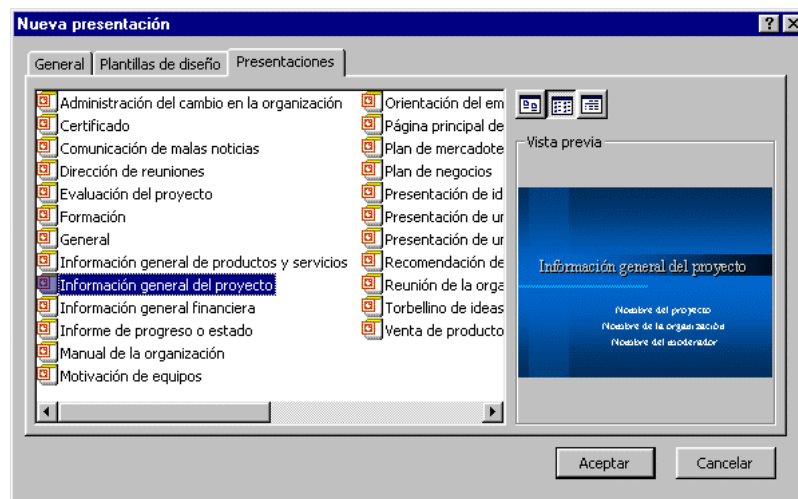 Nueva presentación
General
Plantillas de diseño
Presentaciones
Administración del cambio en la organización
Certificado
Comunicación de malas noticias
Dirección de reuniones
Evaluación del proyecto
Formación
General
Información general de productos y servicios
Información general del proyecto
Información general financiera
Informe de progreso o estado
Manual de la organización
Motivación de equipos
Orientación del em
Página principal de
Plan de mercadote
Plan de negocios
Presentación de id
Presentación de ur
Presentación de ur
Recomendación de
Reunión de la orga
Torbellino de ideas
Venta de producto
Vista previa
Información general del proyecto
Nombre del proyecto
Nombre de la organización
Nombre del moderador
Aceptar
Cancelar